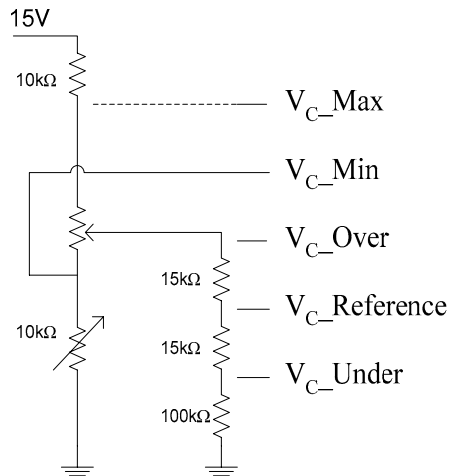 15V
10kΩ
V_C_Max
V_C_Min
V_C_Over
15kΩ
V_C_Reference
10kΩ
15kΩ
V_C_Under
100kΩ